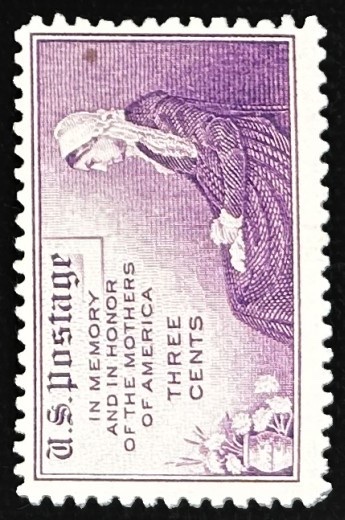 U.S. Postage
IN MEMORY
AND IN HONOR
OF THE MOTHERS
OF AMERICA
THREE
CENTS